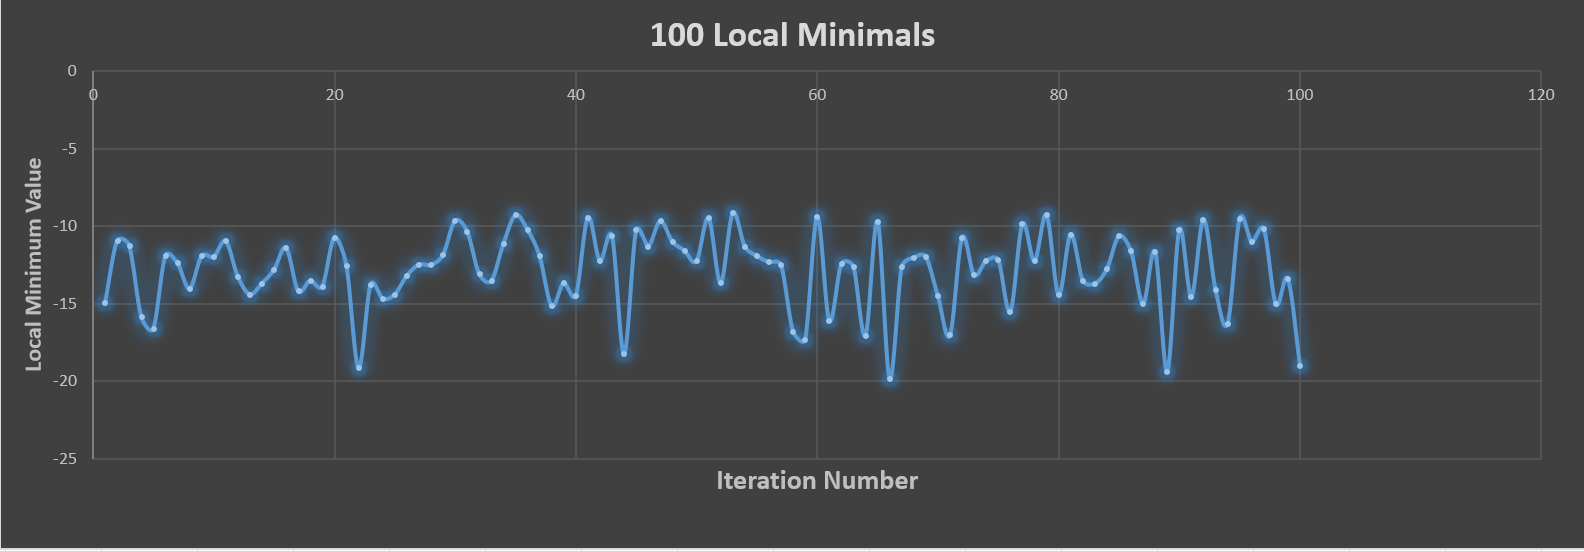 100 Local Minimals
0
0 20 40 60 80 100 120
-5
-10
-15
-20
-25
Local Minimum Value
Iteration Number